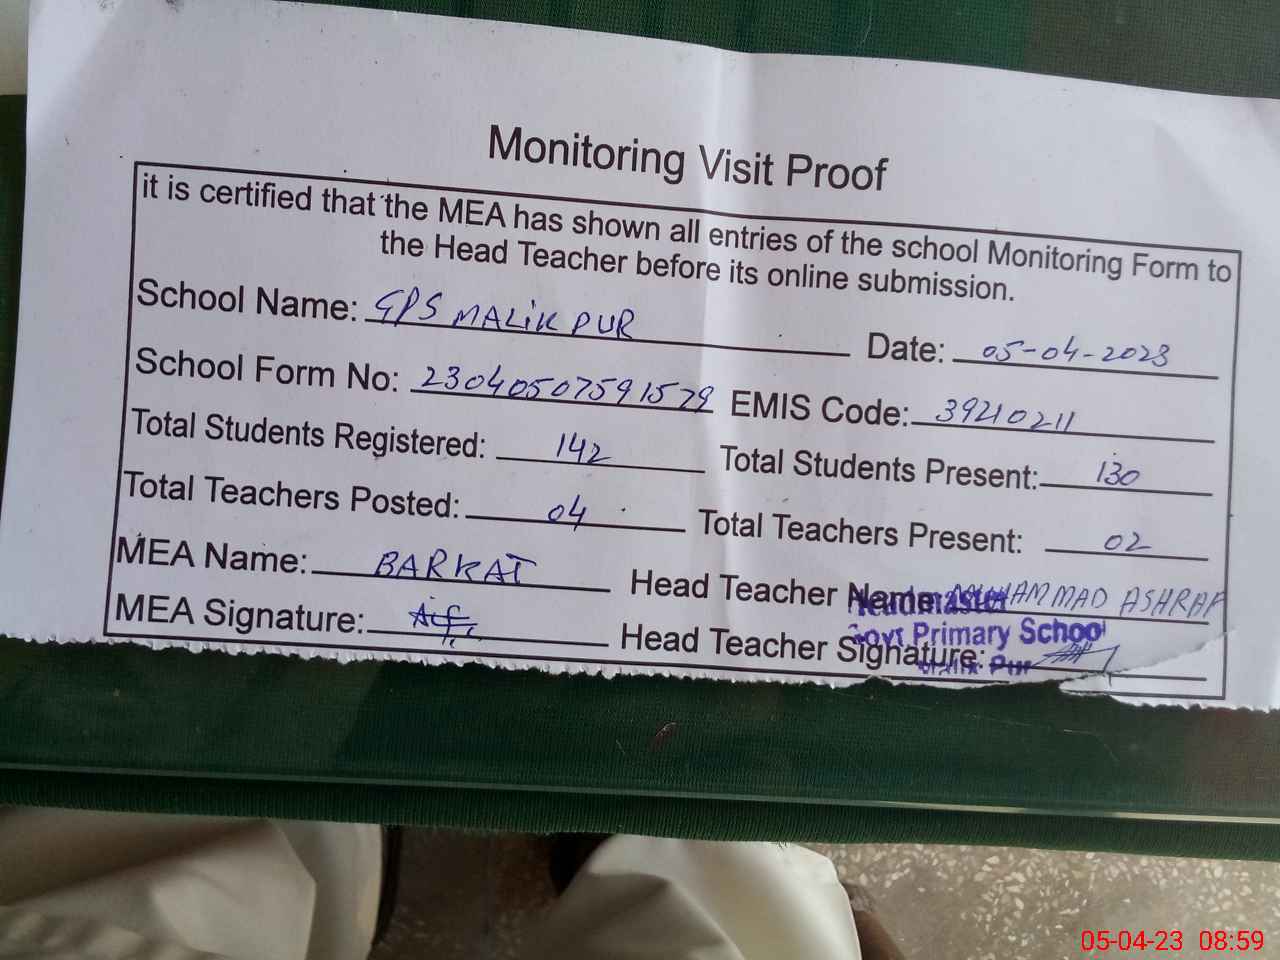 Monitoring Visit Proof
it is certified that the MEA has shown all entries of the school Monitoring Form to
the Head Teacher before its online submission.
School Name: GPS MALIK PUR Date: 05-04-2023
School Form No: 23040507591579 EMIS Code: 39210211
Total Students Registered: 142 Total Students Present: 130
Total Teachers Posted: 04 Total Teachers Present: 02
MEA Name: BARKAT Head Teacher Name: MUHAMMAD ASHRAF
Headmaster
MEA Signature: Head Teacher Signature:
Govt Primary School
Malik Pur
05-04-23 08:59